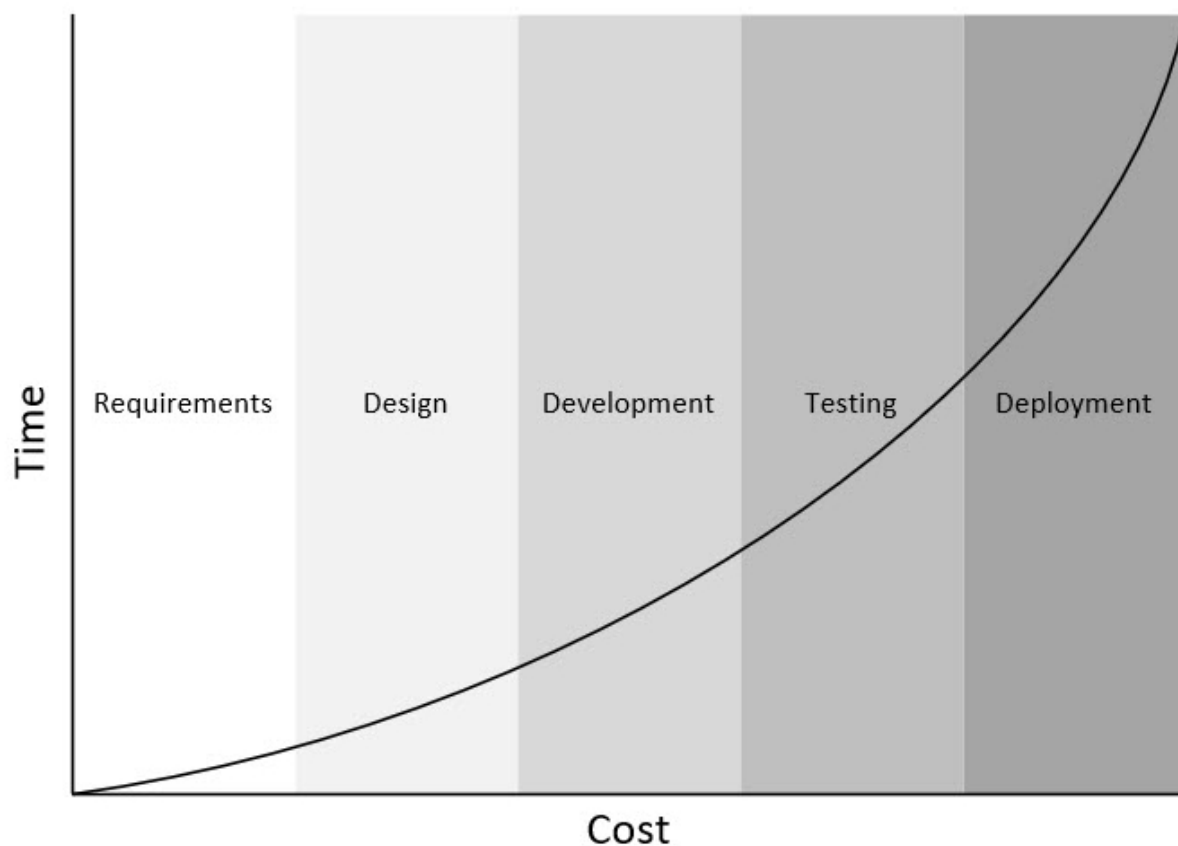 Time
Requirements
Design
Development
Testing
Deployment
Cost